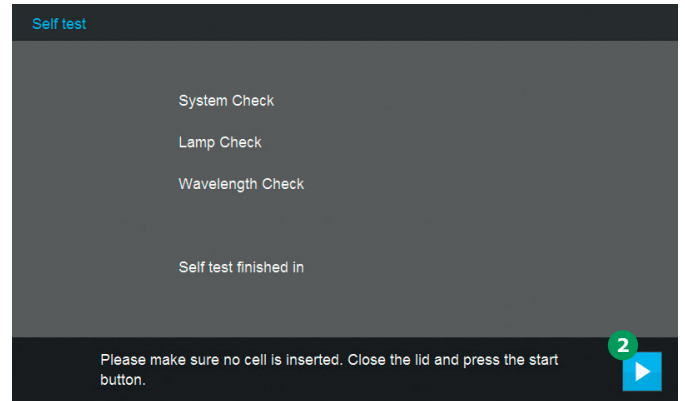 Self test
System Check
Lamp Check
Wavelength Check
Self test finished in
Please make sure no cell is inserted. Close the lid and press the start
button.
2